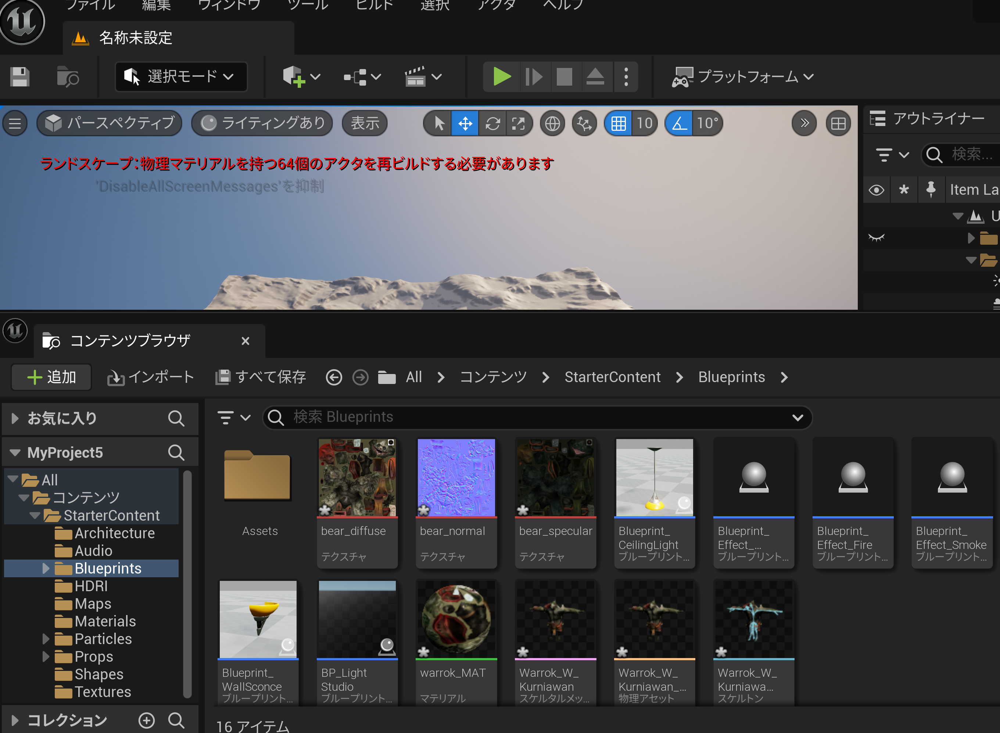 ファイル 編集 ウィンドウ ツール ビルド 選択 アクタ ヘルプ
名称未設定
選択モード
プラットフォーム
パースペクティブ ライティングあり 表示 10 10°
アウトライナー
検索...
ランドスケープ：物理マテリアルを持つ64個のアクタを再ビルドする必要があります
'DisableAllScreenMessages'を抑制
Item La
U
コンテンツブラウザ
追加 インポート すべて保存 All コンテンツ StarterContent Blueprints
お気に入り
検索 Blueprints
MyProject5
All
コンテンツ
StarterContent
Architecture
Audio
Blueprints
HDRI
Maps
Materials
Particles
Props
Shapes
Textures
コレクション
Assets
bear_diffuse
テクスチャ
bear_normal
テクスチャ
bear_specular
テクスチャ
Blueprint_
CeilingLight
ブループリント...
Blueprint_
Effect_...
ブループリント...
Blueprint_
Effect_Fire
ブループリント...
Blueprint_
Effect_Smoke
ブループリント...
Blueprint_
WallSconce
ブループリント...
BP_Light
Studio
ブループリント...
warrok_MAT
マテリアル
Warrok_W_
Kurniawan
スケルタルメッ...
Warrok_W_
Kurniawan_...
物理アセット
Warrok_W_
Kurniawa...
スケルトン
16 アイテム